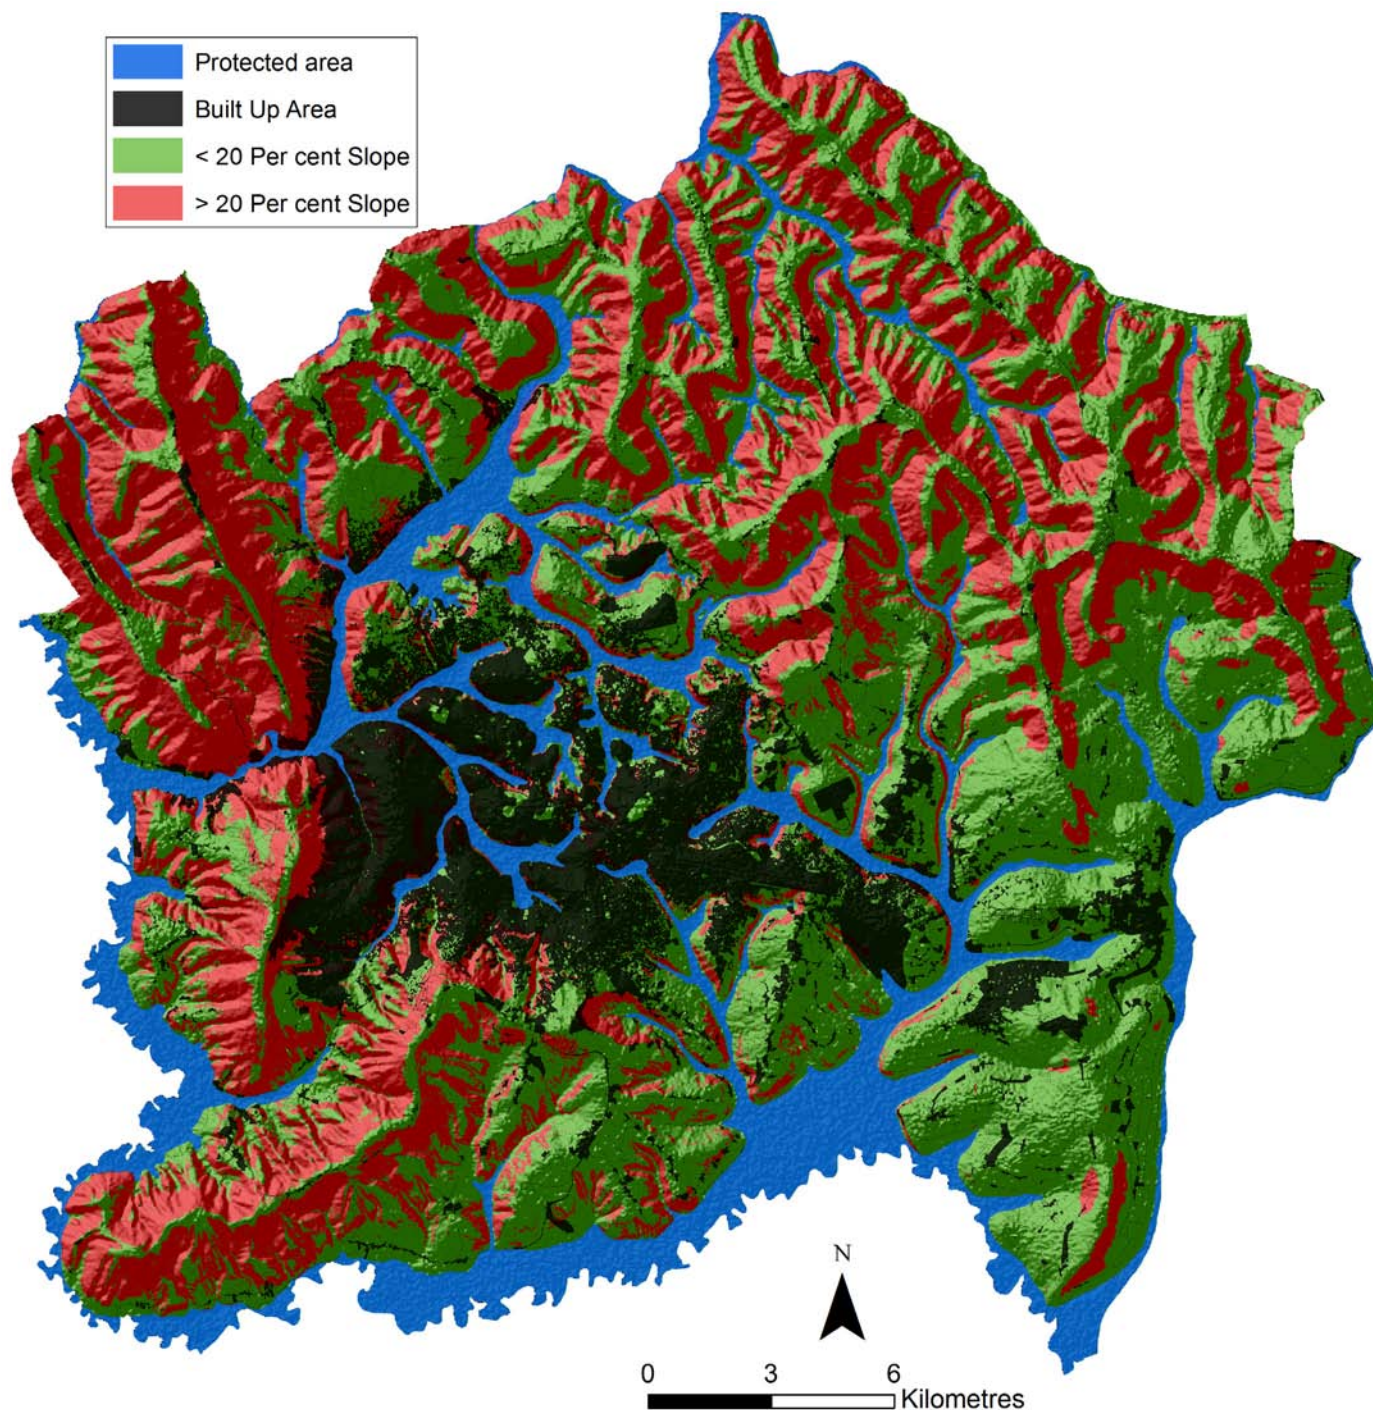 Protected area
Built Up Area
< 20 Per cent Slope
> 20 Per cent Slope
N
0 3 6
Kilometres